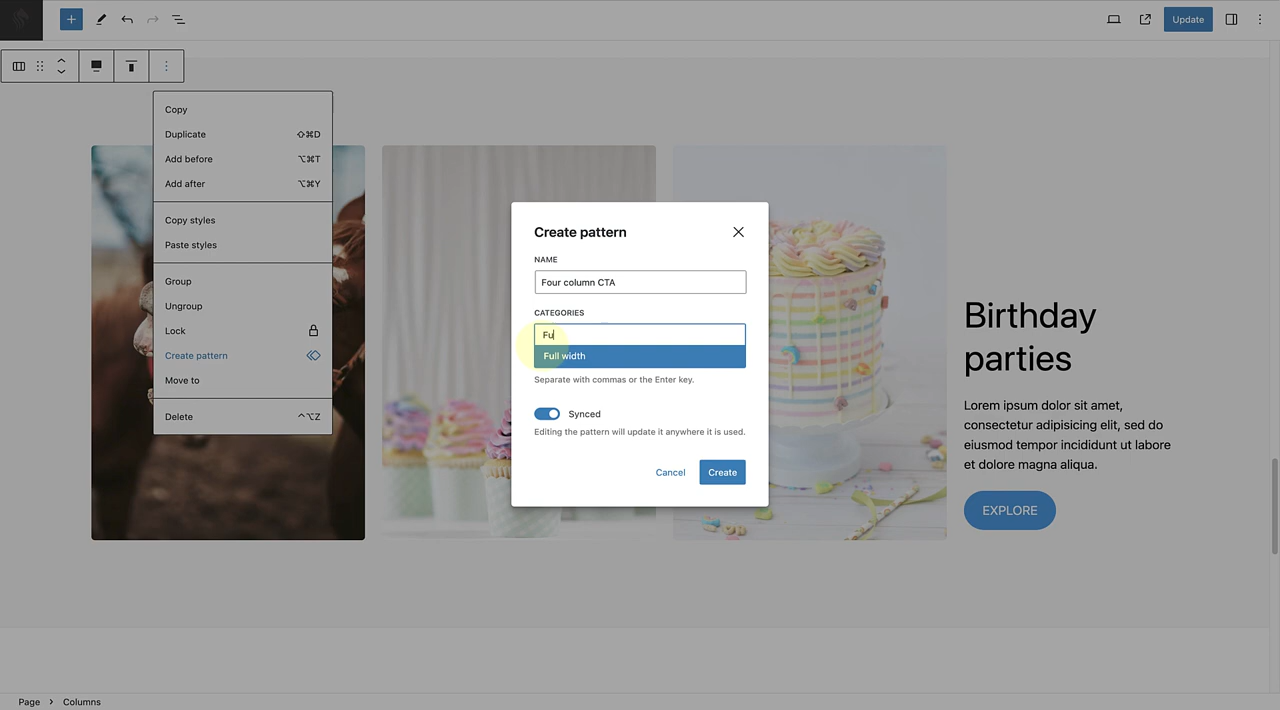 Update
Copy
Duplicate ⇧⌘D
Add before ⌥⌘T
Add after ⌥⌘Y
Copy styles
Paste styles
Group
Ungroup
Lock
Create pattern
Move to
Delete ^⌥Z
Create pattern
NAME
Four column CTA
CATEGORIES
Fu
Full width
Separate with commas or the Enter key.
Synced
Editing the pattern will update it anywhere it is used.
Cancel
Create
Birthday
parties
Lorem ipsum dolor sit amet,
consectetur adipisicing elit, sed do
eiusmod tempor incididunt ut labore
et dolore magna aliqua.
EXPLORE
Page > Columns